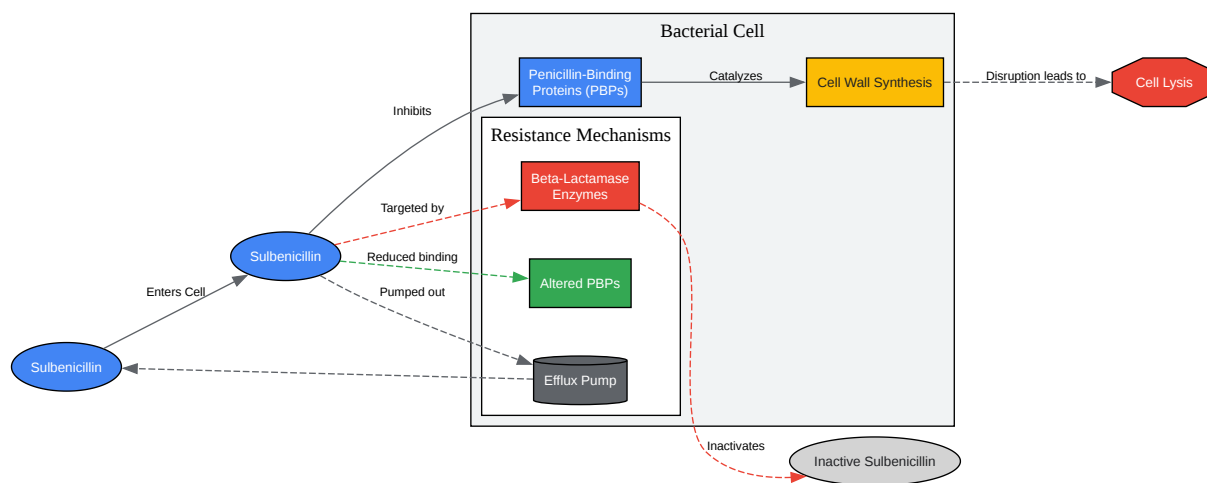 Bacterial Cell
Penicillin-Binding
Proteins (PBPs)
Catalyzes
Cell Wall Synthesis
Disruption leads to
Cell Lysis
Inhibits
Resistance Mechanisms
Beta-Lactamase
Enzymes
Targeted by
Sulbenicillin
Reduced binding
Altered PBPs
Enters Cell
Pumped out
Sulbenicillin
Efflux Pump
Inactivates
Inactive Sulbenicillin